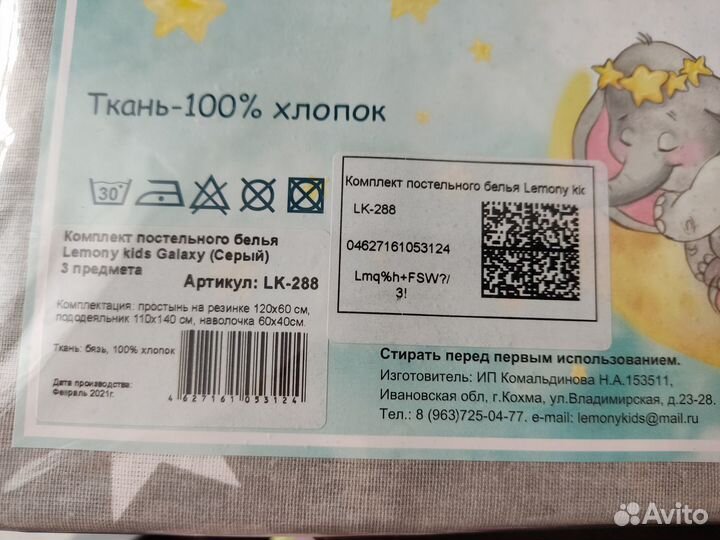 Ткань-100% хлопок
30°
Комплект постельного белья
Lemony kids Galaxy (Серый)
3 предмета
Артикул: LK-288
Комплектация: простынь на резинке 120х60 см,
пододеяльник 110х140 см, наволочка 60х40см.
Ткань: бязь, 100% хлопок
Дата производства:
Февраль 2021г.
4 627161 053124
Комплект постельного белья Lemony kic
LK-288
04627161053124
Lmq%h+FSW?/
3!
Стирать перед первым использованием.
Изготовитель: ИП Комальдинова Н.А.153511,
Ивановская обл, г.Кохма, ул.Владимирская, д.23-28.
Тел.: 8 (963)725-04-77. e-mail: lemonykids@mail.ru
Avito